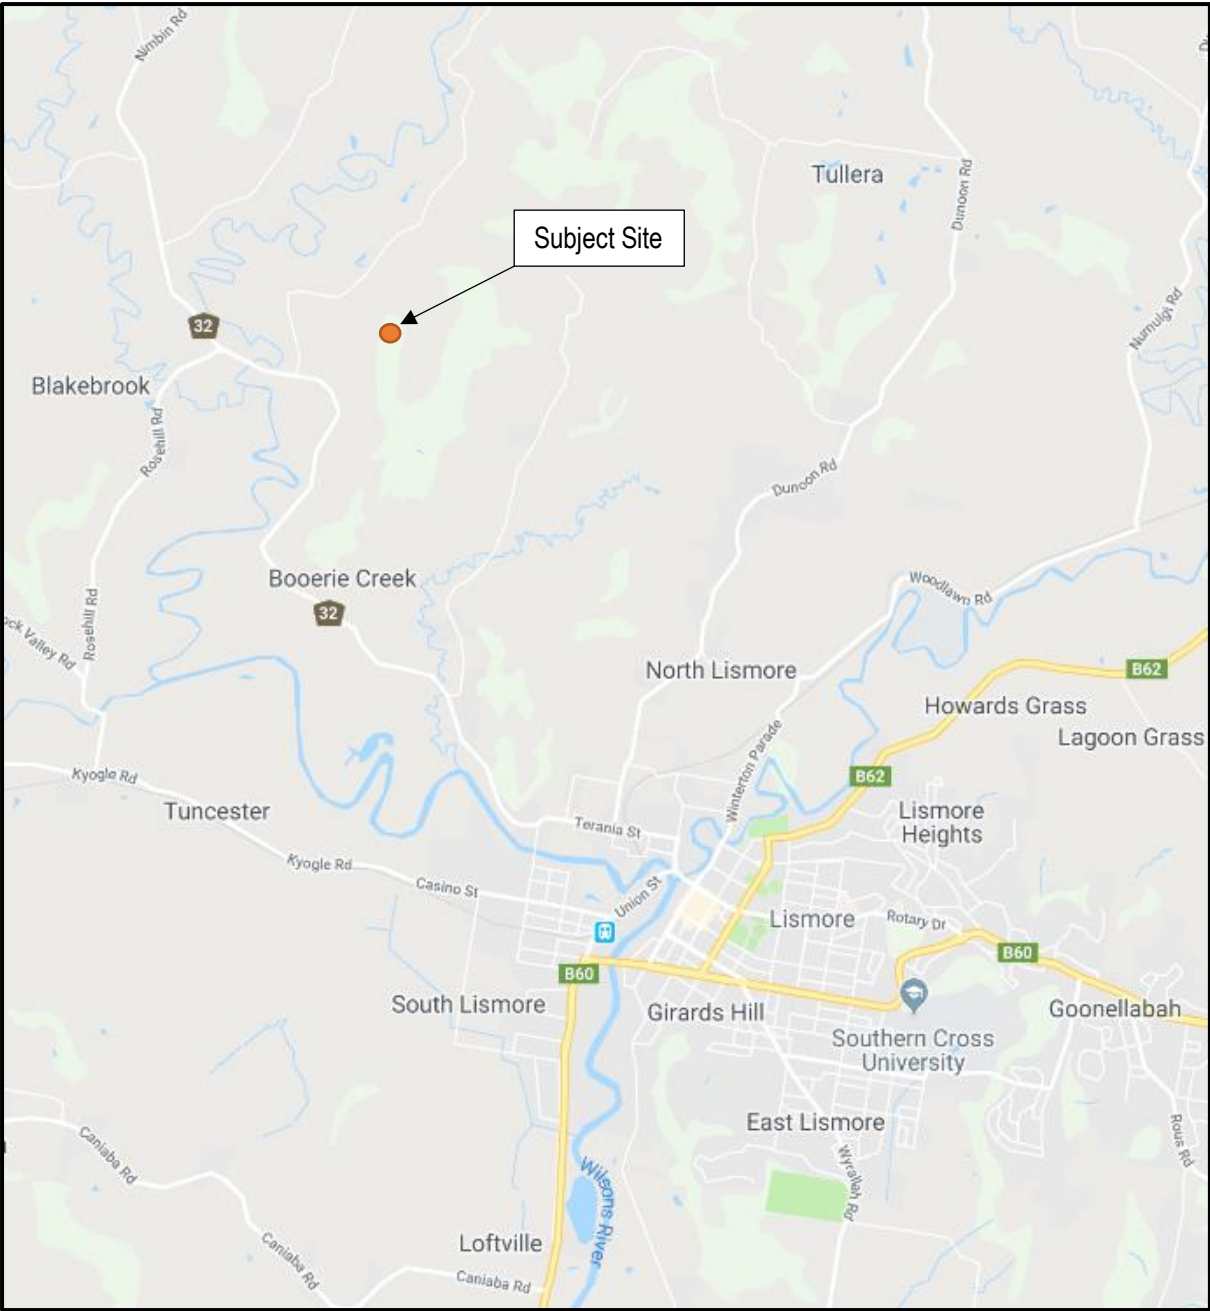 Nimbin Rd
Tullera
Dunoon Rd
Subject Site
32
Numulgi Rd
Blakebrook
Rosehill Rd
Dunoon Rd
Booerie Creek
32
Woodlawn Rd
Rosehill Rd
ock Valley Rd
North Lismore
B62
Howards Grass
Lagoon Grass
Winterton Parade
Kyogle Rd
B62
Tuncester
Lismore
Heights
Terania St
Kyogle Rd
Casino St
Union St
Lismore
Rotary Dr
B60
B60
South Lismore
Girards Hill
Goonellabah
Southern Cross
University
East Lismore
Rous Rd
Caniaba Rd
Wyrallah Rd
Wilsons River
Loftville
Caniaba Rd
Caniaba Rd